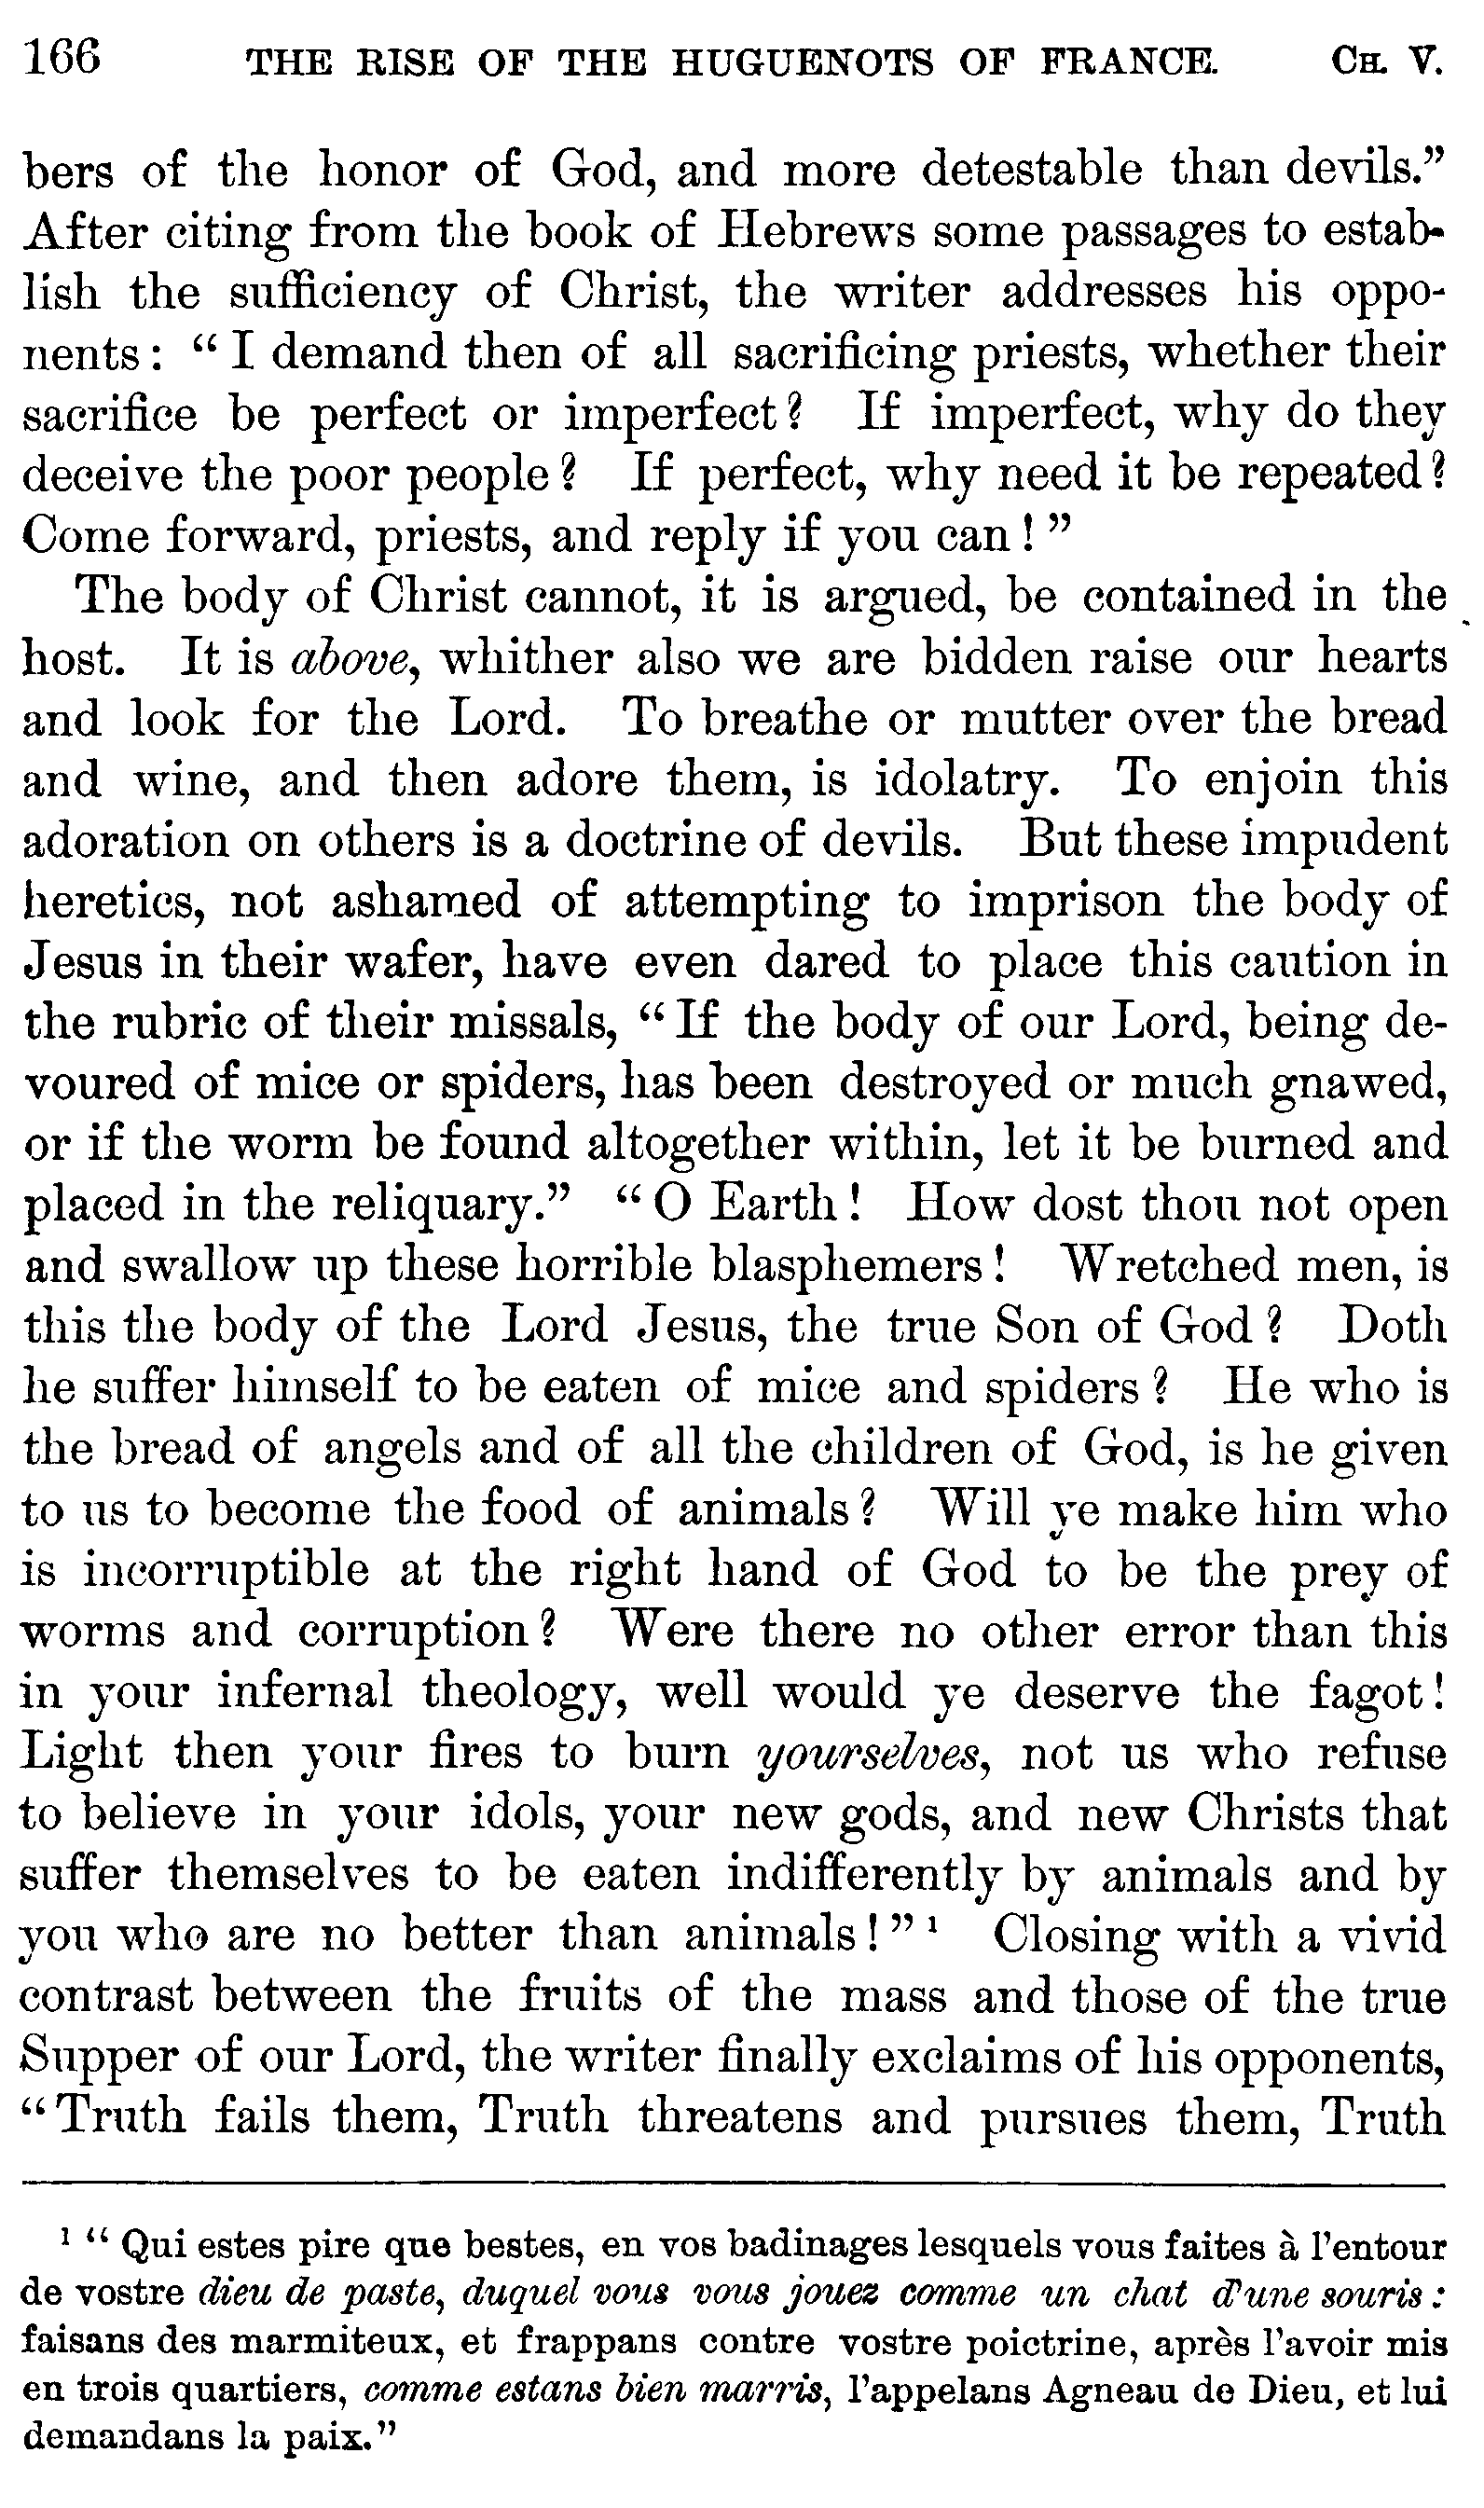 166 THE RISE OF THE HUGUENOTS OF FRANCE. CH. V.
bers of the honor of God, and more detestable than devils.”
After citing from the book of Hebrews some passages to estab-
lish the sufficiency of Christ, the writer addresses his oppo-
nents: “I demand then of all sacrificing priests, whether their
sacrifice be perfect or imperfect? If imperfect, why do they
deceive the poor people? If perfect, why need it be repeated?
Come forward, priests, and reply if you can!”
The body of Christ cannot, it is argued, be contained in the
host. It is above, whither also we are bidden raise our hearts
and look for the Lord. To breathe or mutter over the bread
and wine, and then adore them, is idolatry. To enjoin this
adoration on others is a doctrine of devils. But these impudent
heretics, not ashamed of attempting to imprison the body of
Jesus in their wafer, have even dared to place this caution in
the rubric of their missals, “If the body of our Lord, being de-
voured of mice or spiders, has been destroyed or much gnawed,
or if the worm be found altogether within, let it be burned and
placed in the reliquary.” “O Earth! How dost thou not open
and swallow up these horrible blasphemers! Wretched men, is
this the body of the Lord Jesus, the true Son of God? Doth
he suffer himself to be eaten of mice and spiders? He who is
the bread of angels and of all the children of God, is he given
to us to become the food of animals? Will ye make him who
is incorruptible at the right hand of God to be the prey of
worms and corruption? Were there no other error than this
in your infernal theology, well would ye deserve the fagot!
Light then your fires to burn yourselves, not us who refuse
to believe in your idols, your new gods, and new Christs that
suffer themselves to be eaten indifferently by animals and by
you who are no better than animals!”¹ Closing with a vivid
contrast between the fruits of the mass and those of the true
Supper of our Lord, the writer finally exclaims of his opponents,
“Truth fails them, Truth threatens and pursues them, Truth
¹ “Qui estes pire que bestes, en vos badinages lesquels vous faites à l’entour
de vostre dieu de paste, duquel vous vous jouez comme un chat d’une souris:
faisans des marmiteux, et frappans contre vostre poictrine, après l’avoir mis
en trois quartiers, comme estans bien marris, l’appelans Agneau de Dieu, et lui
demandans la paix.”